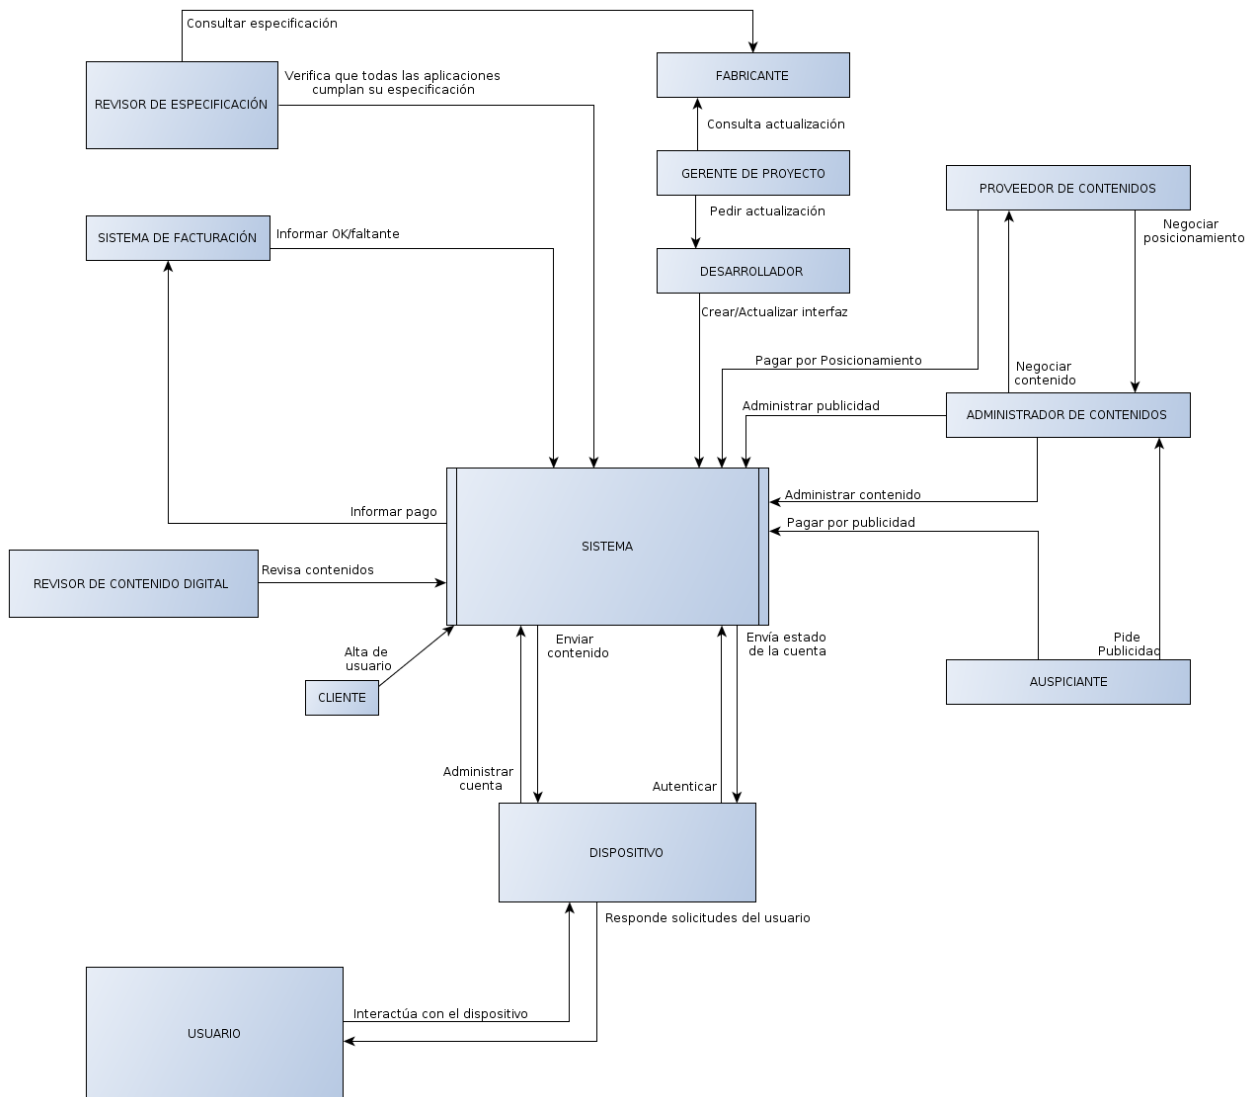 Consultar especificación
REVISOR DE ESPECIFICACIÓN
Verifica que todas las aplicaciones
cumplan su especificación
FABRICANTE
Consulta actualización
GERENTE DE PROYECTO
Pedir actualización
PROVEEDOR DE CONTENIDOS
SISTEMA DE FACTURACIÓN
Informar OK/faltante
Negociar
posicionamiento
DESARROLLADOR
Crear/Actualizar interfaz
Pagar por Posicionamiento
Negociar
contenido
Administrar publicidad
ADMINISTRADOR DE CONTENIDOS
Administrar contenido
Informar pago
Pagar por publicidad
SISTEMA
REVISOR DE CONTENIDO DIGITAL
Revisa contenidos
Alta de
usuario
CLIENTE
Enviar
contenido
Envía estado
de la cuenta
Pide
Publicidad
AUSPICIANTE
Administrar
cuenta
Autenticar
DISPOSITIVO
Responde solicitudes del usuario
Interactúa con el dispositivo
USUARIO